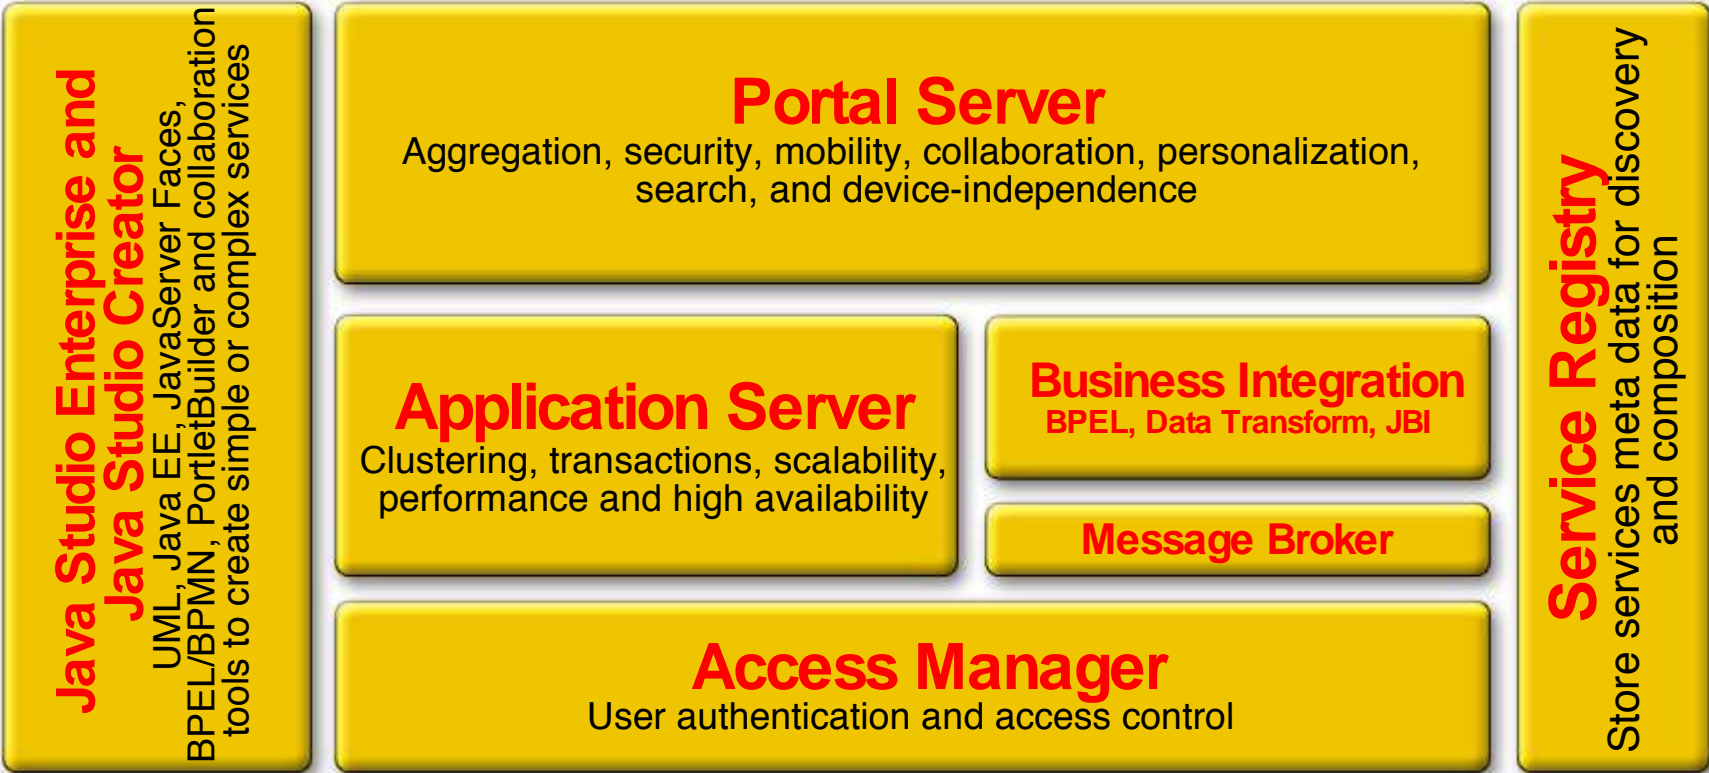 Java Studio Enterprise and
Java Studio Creator
UML, Java EE, JavaServer Faces,
BPEL/BPMN, PortletBuilder and collaboration
tools to create simple or complex services
Portal Server
Aggregation, security, mobility, collaboration, personalization,
search, and device-independence
Application Server
Clustering, transactions, scalability,
performance and high availability
Business Integration
BPEL, Data Transform, JBI
Message Broker
Access Manager
User authentication and access control
Service Registry
Store services meta data for discovery
and composition